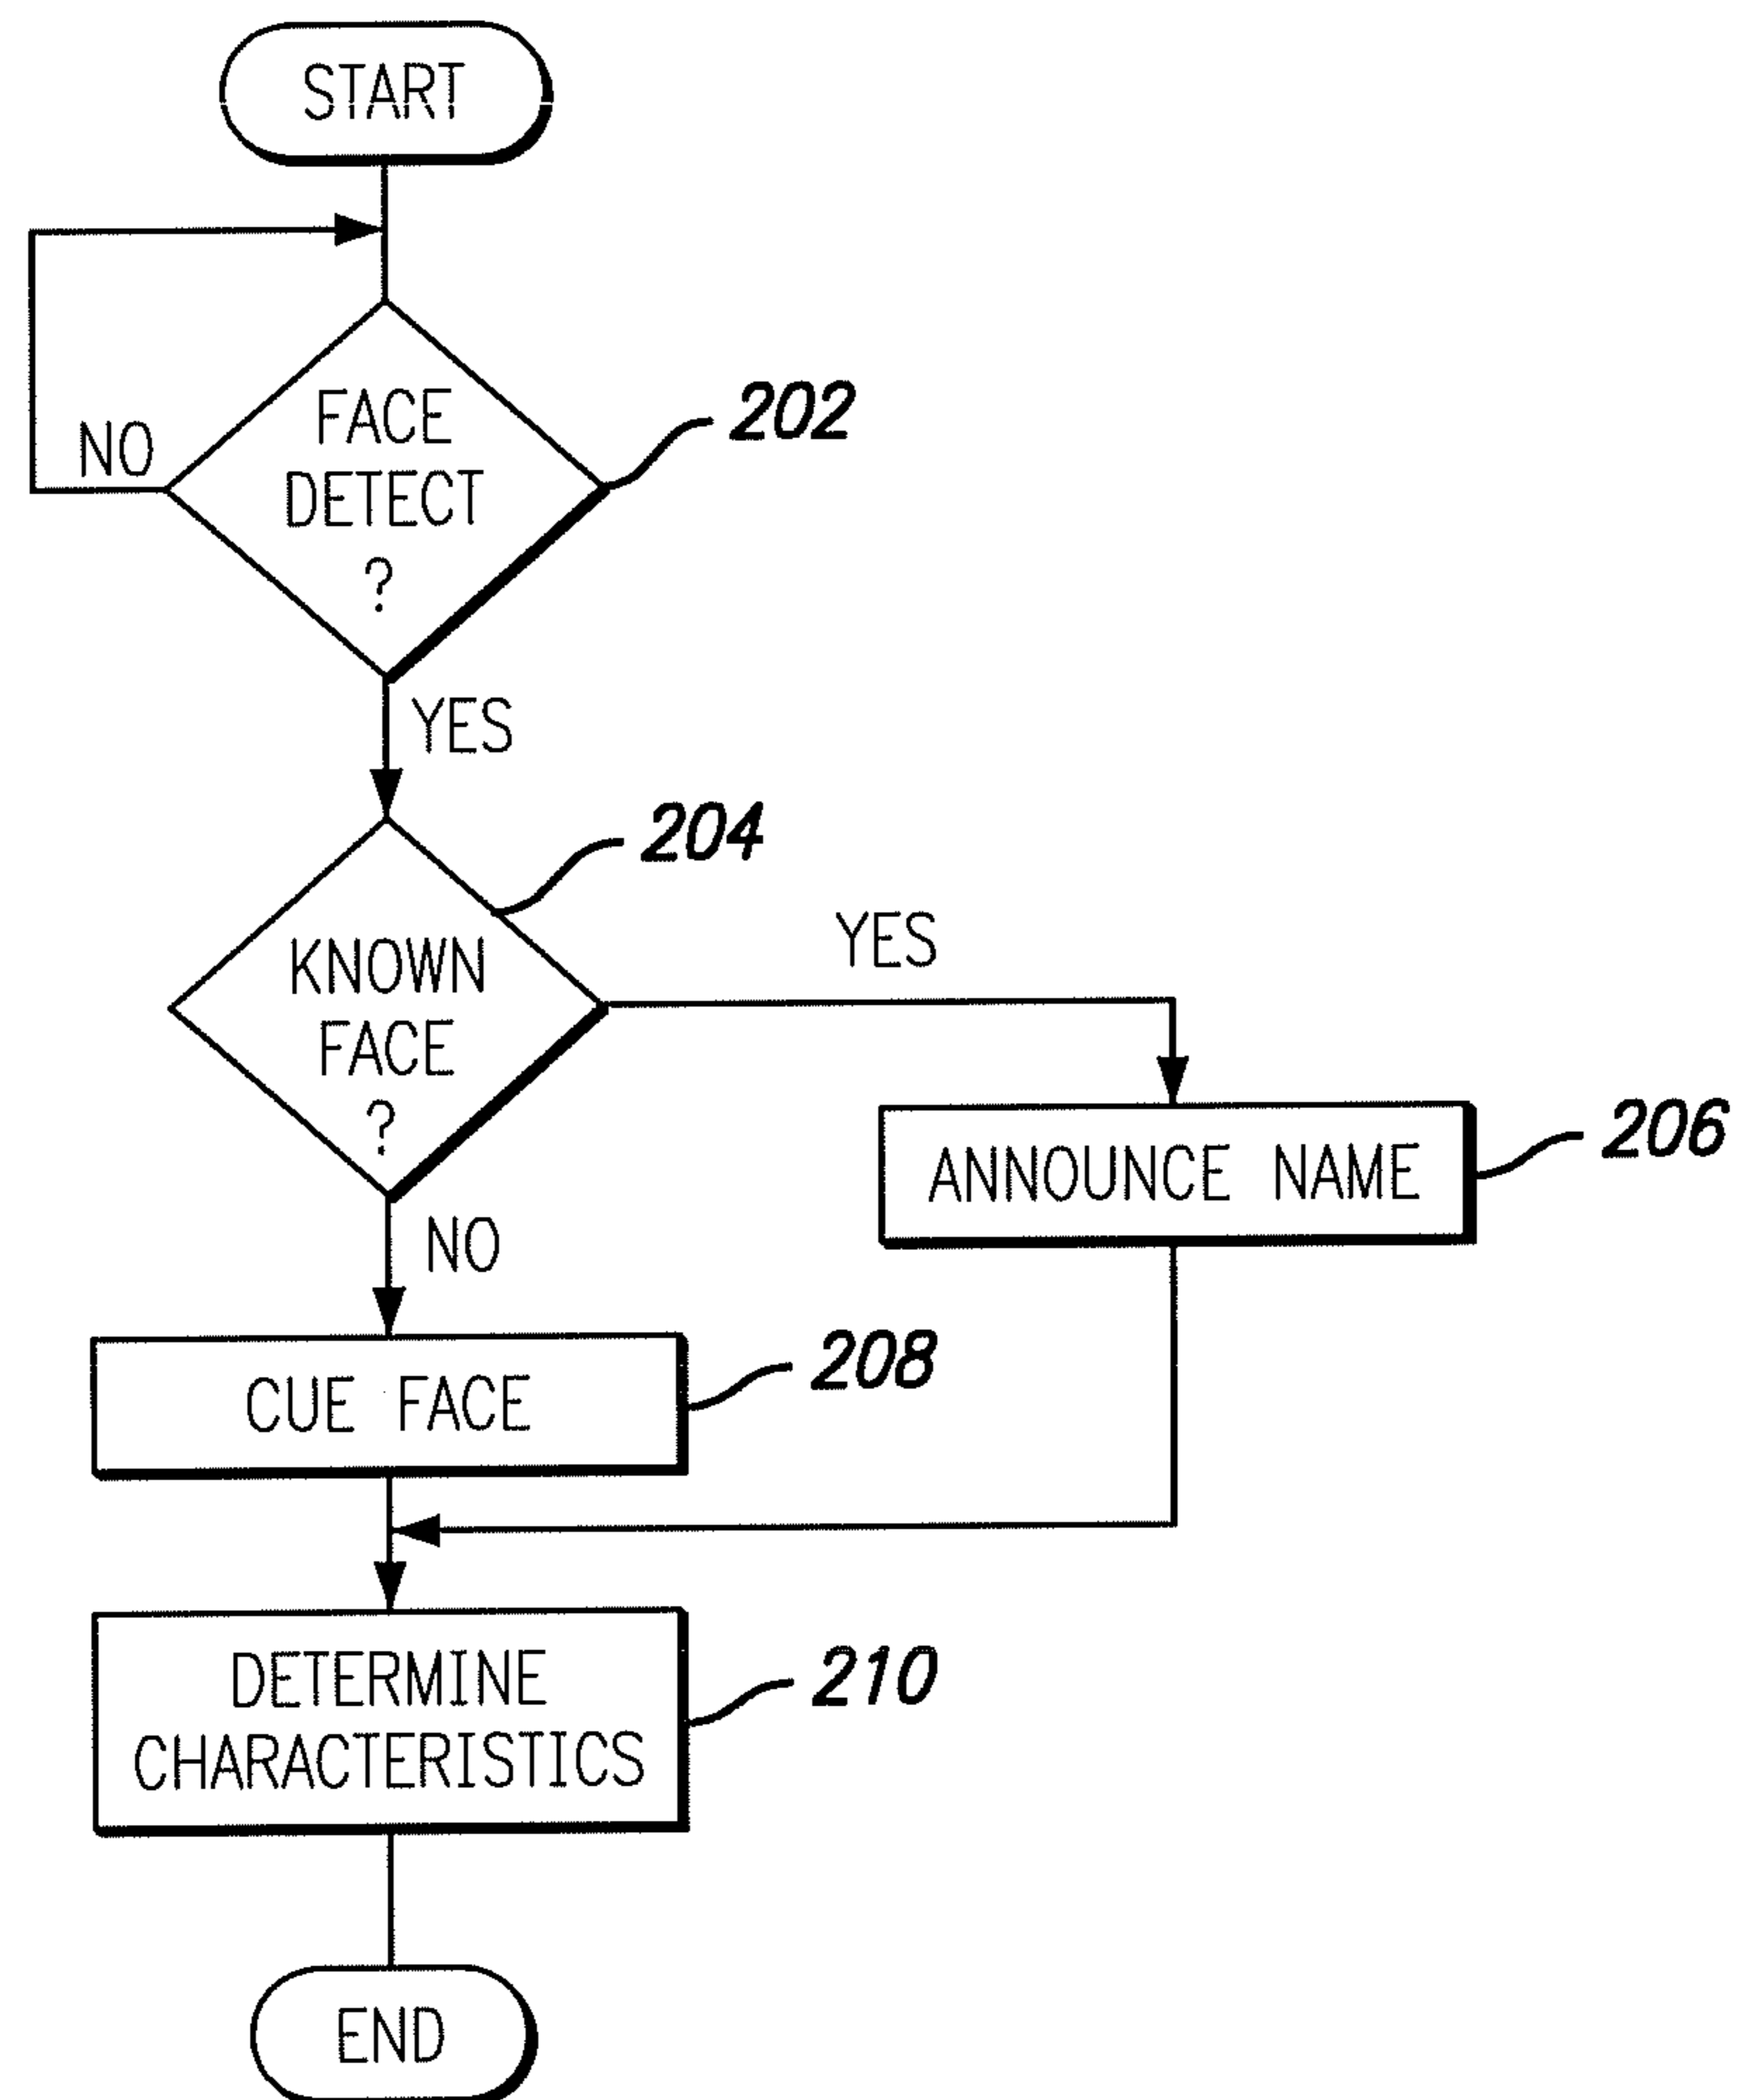 START
FACE
DETECT
?
202
NO
YES
204
KNOWN
FACE
?
YES
ANNOUNCE NAME
206
NO
CUE FACE
208
DETERMINE
CHARACTERISTICS
210
END